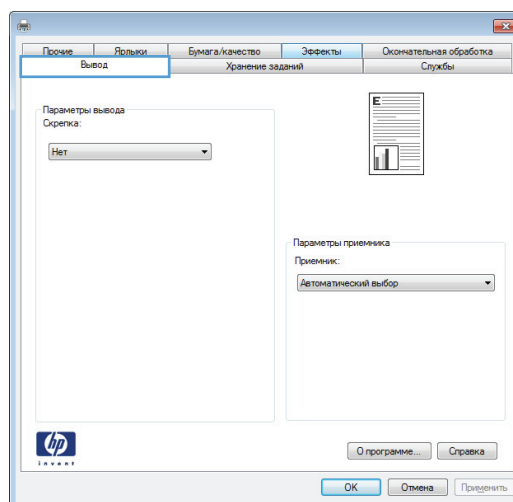 Прочие Ярлыки Бумага/качество Эффекты Окончательная обработка
Вывод Хранение заданий Службы
Параметры вывода
Скрепка:
Нет
E
Параметры приемника
Приемник:
Автоматический выбор
hp
invent
О программе... Справка
OK Отмена Применить